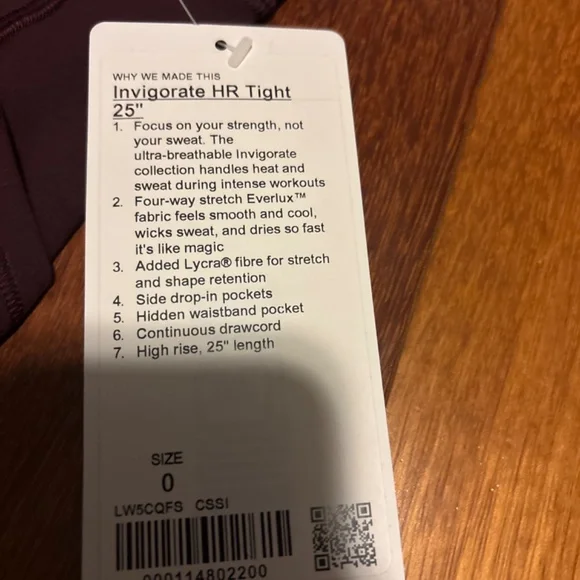 WHY WE MADE THIS
Invigorate HR Tight
25"
1. Focus on your strength, not
your sweat. The
ultra-breathable Invigorate
collection handles heat and
sweat during intense workouts
2. Four-way stretch Everlux™
fabric feels smooth and cool,
wicks sweat, and dries so fast
it's like magic
3. Added Lycra® fibre for stretch
and shape retention
4. Side drop-in pockets
5. Hidden waistband pocket
6. Continuous drawcord
7. High rise, 25" length
SIZE
0
LW5CQFS CSSI
000114802200